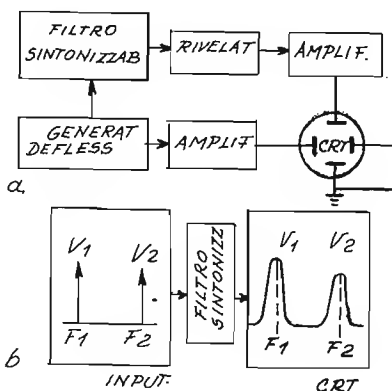 FILTRO
SINTONIZZAB
RIVELAT
AMPLIF.
GENERAT
DEFLESS
AMPLIF
CRT
a.
V1 V2
F1 F2
INPUT.
FILTRO
SINTONIZZ
V1 V2
F1 F2
CRT
b